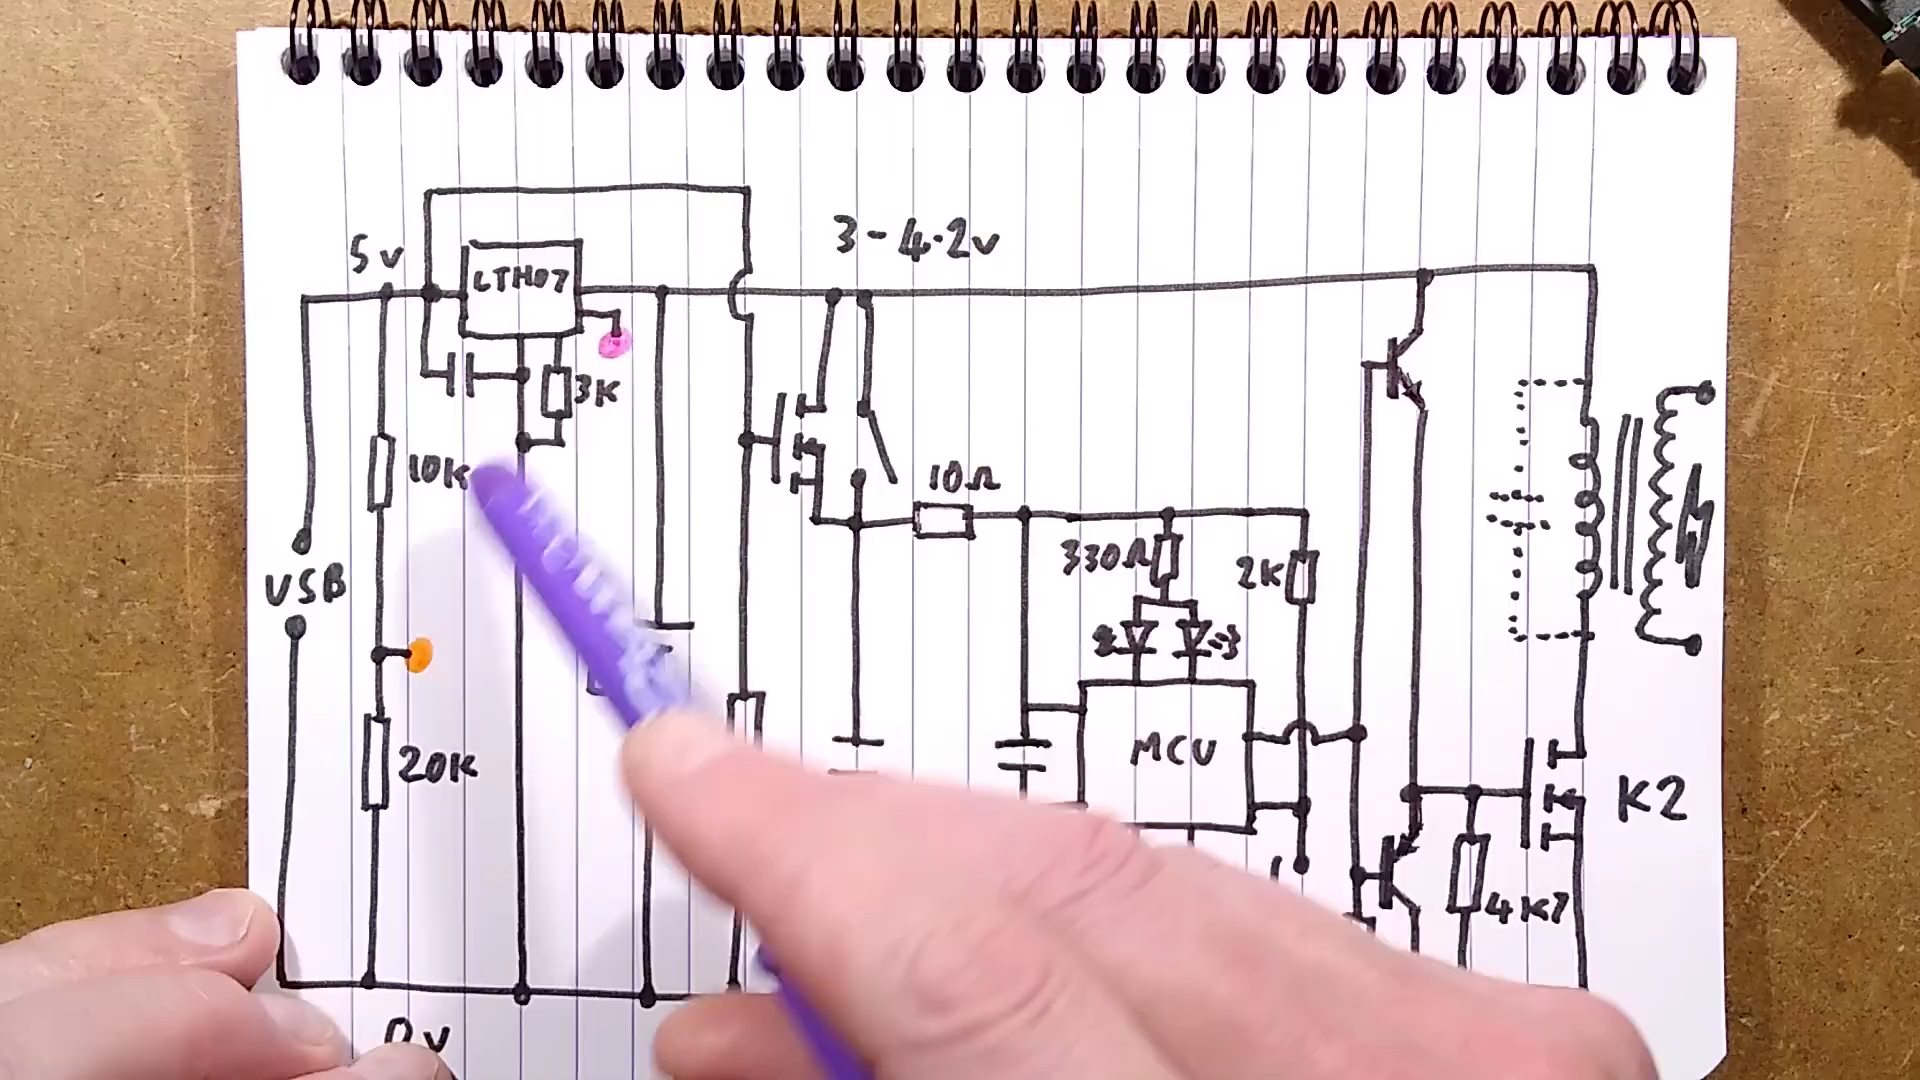 5v
LTH07
3-4.2v
3K
10K
10Ω
330Ω
2K
USB
MCU
20K
K2
4K7
0v